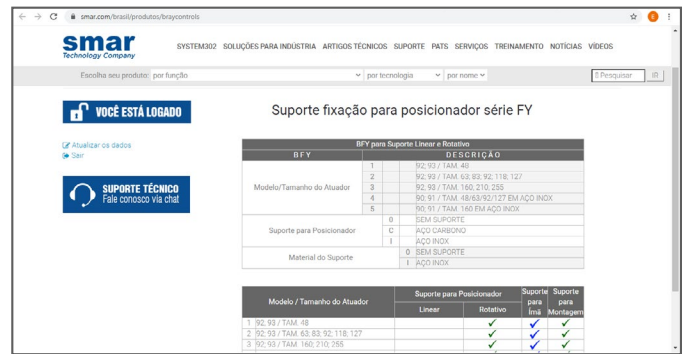 smar.com/brasil/produtos/braycontrols
smar
Technology Company
SYSTEM302 SOLUÇÕES PARA INDÚSTRIA ARTIGOS TÉCNICOS SUPORTE PATS SERVIÇOS TREINAMENTO NOTÍCIAS VÍDEOS
Escolha seu produto: por função por tecnologia por nome Pesquisar
VOCÊ ESTÁ LOGADO
Atualizar os dados
Sair
SUPORTE TÉCNICO
Fale conosco via chat
Suporte fixação para posicionador série FY
BFY para Suporte Linear e Rotativo
BFY DESCRIÇÃO
Modelo/Tamanho do Atuador
1 92; 93 / TAM. 48
2 92; 93 / TAM. 63; 83; 92; 118; 127
3 92; 93 / TAM. 160; 210; 255
4 90; 91 / TAM. 48/63/92/127 EM AÇO INOX
5 90; 91 / TAM. 160 EM AÇO INOX
Suporte para Posicionador
0 SEM SUPORTE
C AÇO CARBONO
I AÇO INOX
Material do Suporte
0 SEM SUPORTE
I AÇO INOX
Modelo / Tamanho do Atuador
Suporte para Posicionador
Linear Rotativo
Suporte para Ímã
Suporte para Montagem
1 92; 93 / TAM. 48
2 92; 93 / TAM. 63; 83; 92; 118; 127
3 92; 93 / TAM. 160; 210; 255